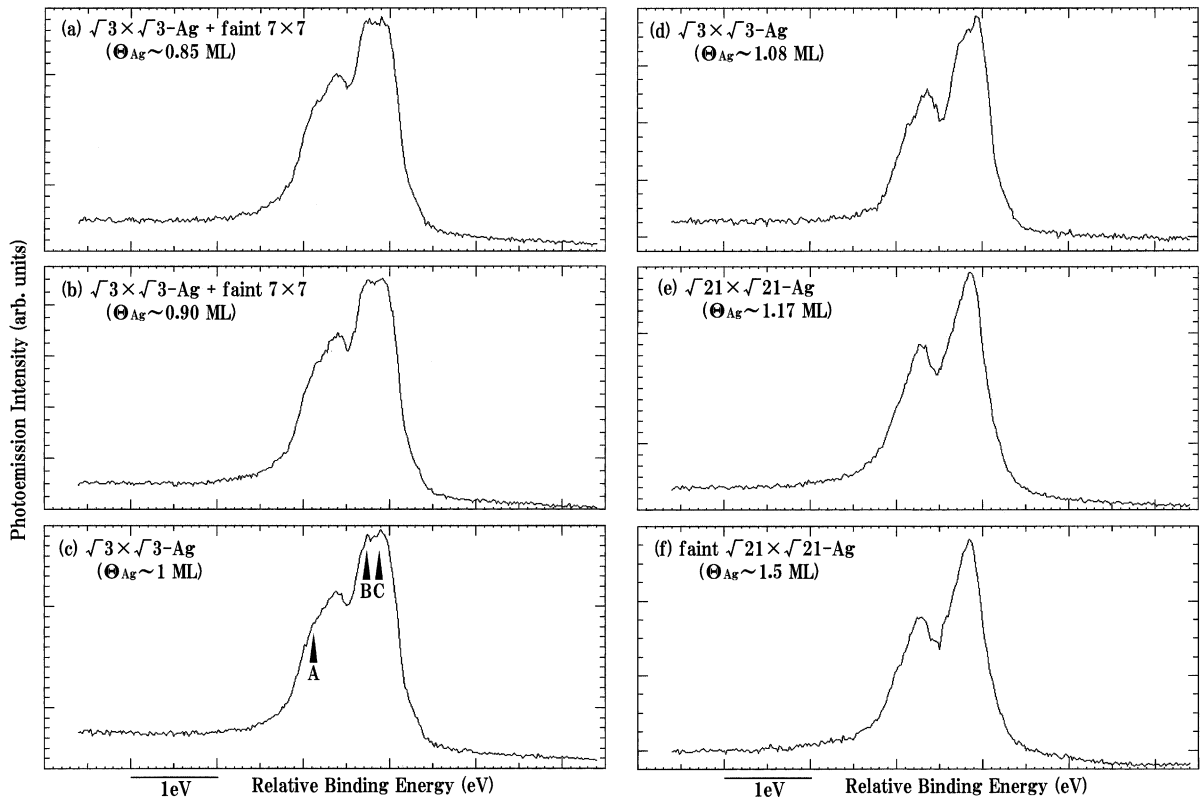 (a) √3×√3-Ag + faint 7×7
(ΘAg~0.85 ML)
(b) √3×√3-Ag + faint 7×7
(ΘAg~0.90 ML)
(c) √3×√3-Ag
(ΘAg~1 ML)
A
B C
(d) √3×√3-Ag
(ΘAg~1.08 ML)
(e) √21×√21-Ag
(ΘAg~1.17 ML)
(f) faint √21×√21-Ag
(ΘAg~1.5 ML)
Photoemission Intensity (arb. units)
1eV
Relative Binding Energy (eV)
1eV
Relative Binding Energy (eV)